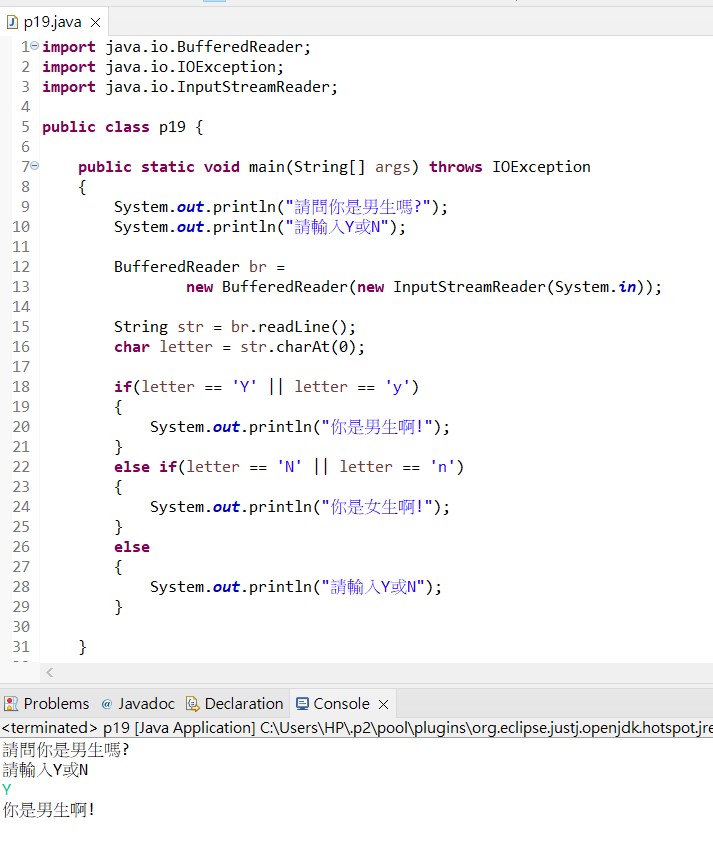 p19.java
1 import java.io.BufferedReader;
2 import java.io.IOException;
3 import java.io.InputStreamReader;
4
5 public class p19 {
6
7 public static void main(String[] args) throws IOException
8 {
9 System.out.println("請問你是男生嗎?");
10 System.out.println("請輸入Y或N");
11
12 BufferedReader br =
13 new BufferedReader(new InputStreamReader(System.in));
14
15 String str = br.readLine();
16 char letter = str.charAt(0);
17
18 if(letter == 'Y' || letter == 'y')
19 {
20 System.out.println("你是男生啊!");
21 }
22 else if(letter == 'N' || letter == 'n')
23 {
24 System.out.println("你是女生啊!");
25 }
26 else
27 {
28 System.out.println("請輸入Y或N");
29 }
30
31 }
Problems @ Javadoc Declaration Console
<terminated> p19 [Java Application] C:\Users\HP\.p2\pool\plugins\org.eclipse.justj.openjdk.hotspot.jre
請問你是男生嗎?
請輸入Y或N
Y
你是男生啊!